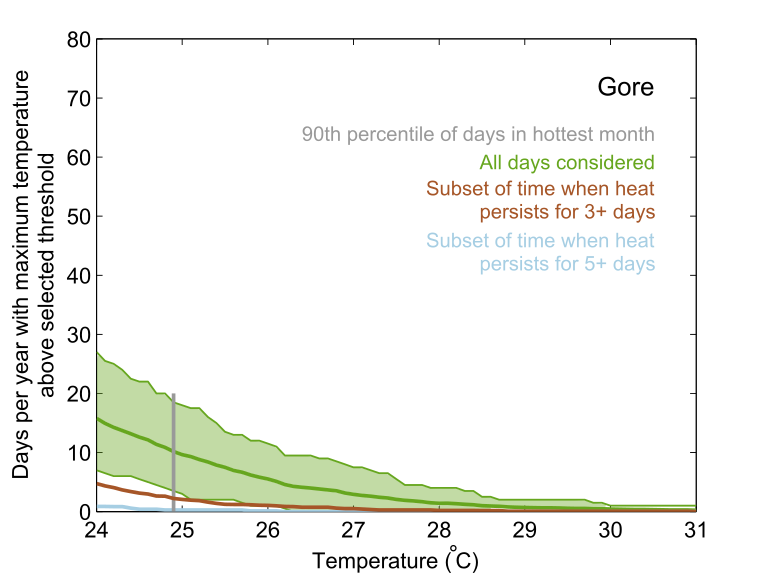 Gore
90th percentile of days in hottest month
All days considered
Subset of time when heat
persists for 3+ days
Subset of time when heat
persists for 5+ days
Days per year with maximum temperature
above selected threshold
80
70
60
50
40
30
20
10
0
24 25 26 27 28 29 30 31
Temperature (°C)